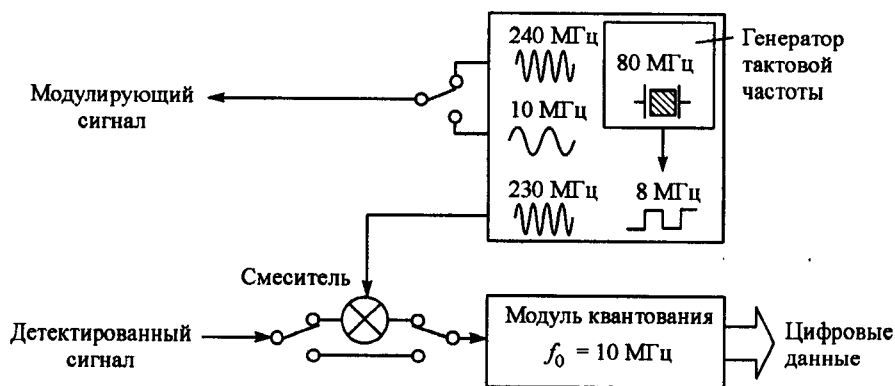 240 МГц
80 МГц
Генератор
тактовой
частоты
Модулирующий
сигнал
10 МГц
230 МГц
8 МГц
Смеситель
Детектированный
сигнал
Модуль квантования
f₀ = 10 МГц
Цифровые
данные